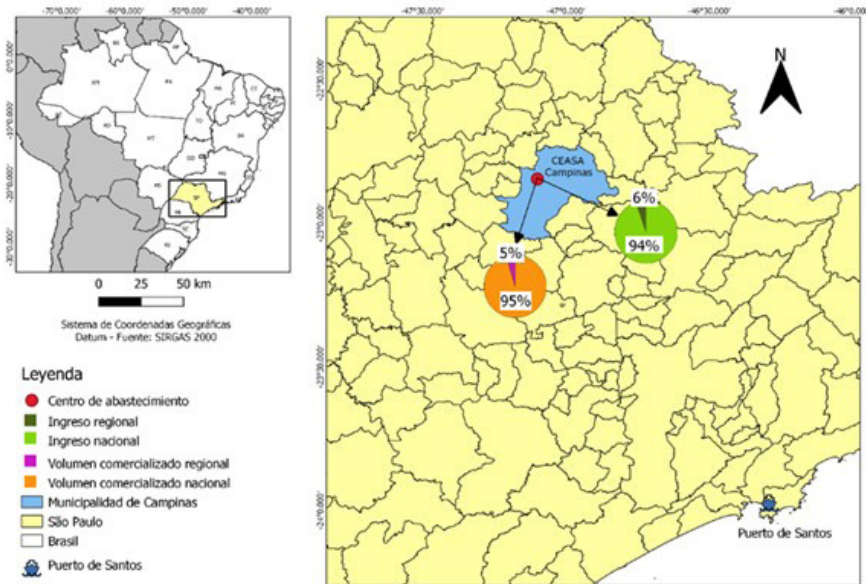 -70°0.000' -60°0.000' -50°0.000' -40°0.000'
0°0.000'
-10°0.000'
-20°0.000'
-30°0.000'
0 25 50 km
Sistema de Coordenadas Geográficas
Datum - Fuente: SIRGAS 2000
Leyenda
Centro de abastecimiento
Ingreso regional
Ingreso nacional
Volumen comercializado regional
Volumen comercializado nacional
Municipalidad de Campinas
São Paulo
Brasil
Puerto de Santos
-47°30.000' -47°0.000' -46°30.000'
-22°30.000'
-23°0.000'
-23°30.000'
-24°0.000'
N
CEASA
Campinas
6%
94%
5%
95%
Puerto de Santos